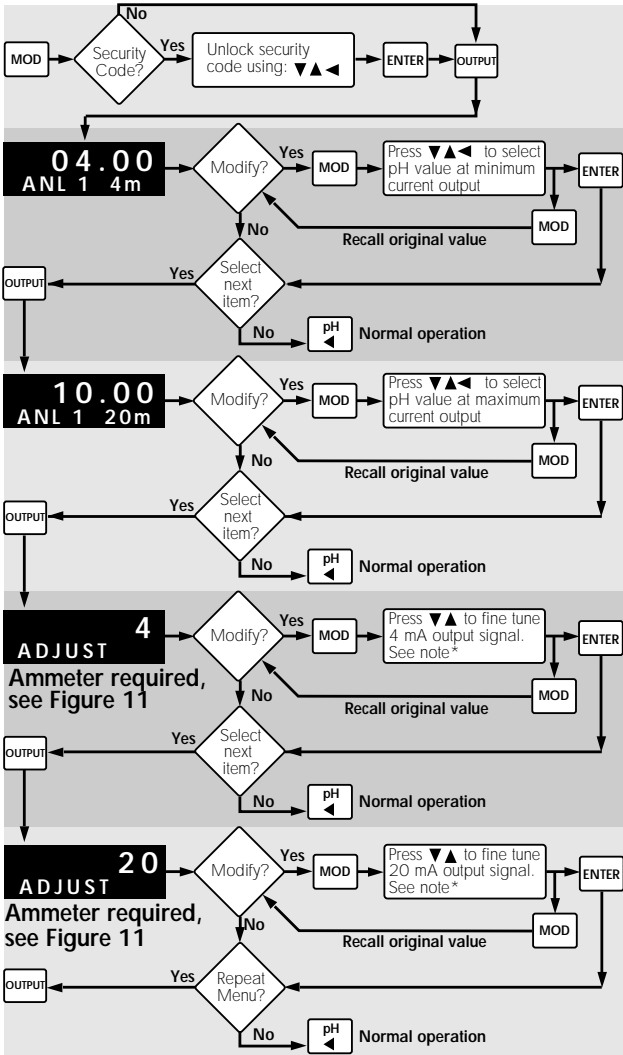 No
MOD
Security
Code?
Yes
Unlock security
code using: ▼▲◄
ENTER
OUTPUT
04.00
ANL 1 4m
Modify?
Yes
MOD
Press ▼▲◄ to select
pH value at minimum
current output
ENTER
MOD
No
Recall original value
OUTPUT
Yes
Select
next
item?
No
pH
◄
Normal operation
10.00
ANL 1 20m
Modify?
Yes
MOD
Press ▼▲◄ to select
pH value at maximum
current output
ENTER
MOD
No
Recall original value
OUTPUT
Yes
Select
next
item?
No
pH
◄
Normal operation
4
ADJUST
Ammeter required,
see Figure 11
Modify?
Yes
MOD
Press ▼▲ to fine tune
4 mA output signal.
See note*
ENTER
MOD
No
Recall original value
OUTPUT
Yes
Select
next
item?
No
pH
◄
Normal operation
20
ADJUST
Ammeter required,
see Figure 11
Modify?
Yes
MOD
Press ▼▲ to fine tune
20 mA output signal.
See note*
ENTER
MOD
No
Recall original value
OUTPUT
Yes
Repeat
Menu?
No
pH
◄
Normal operation